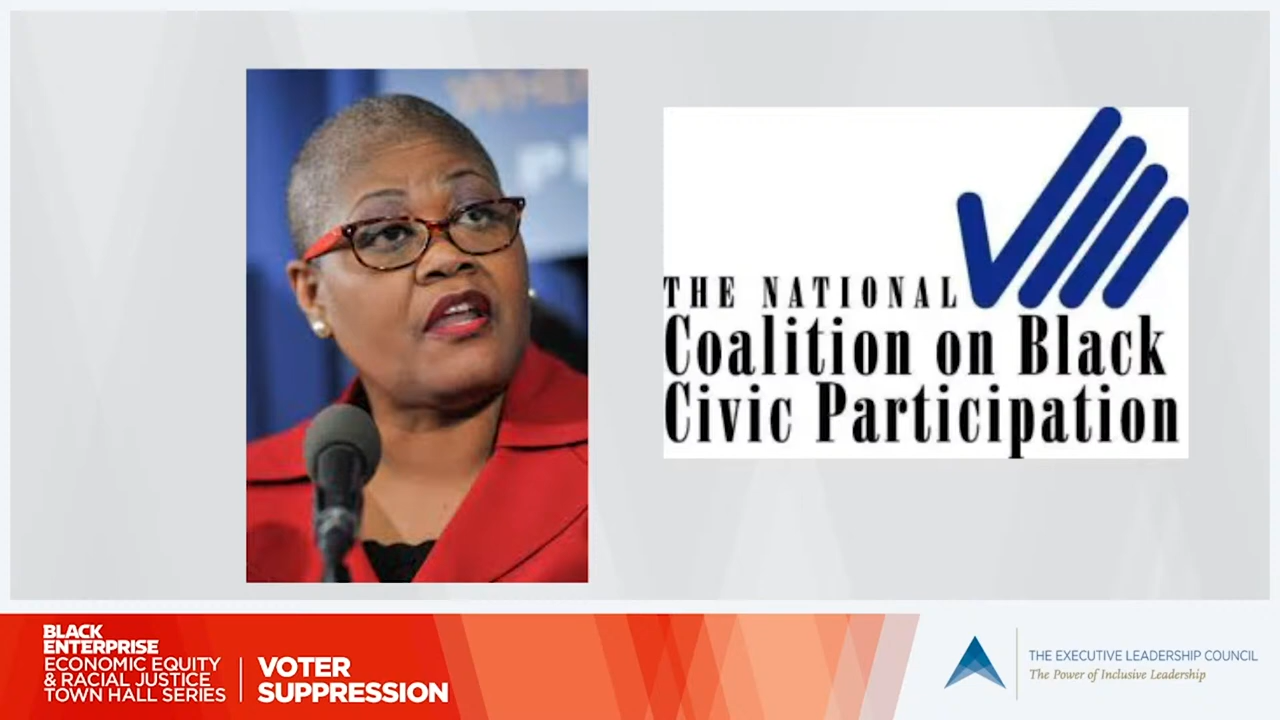 THE NATIONAL
Coalition on Black
Civic Participation
BLACK
ENTERPRISE
ECONOMIC EQUITY
& RACIAL JUSTICE
TOWN HALL SERIES
VOTER
SUPPRESSION
THE EXECUTIVE LEADERSHIP COUNCIL
The Power of Inclusive Leadership